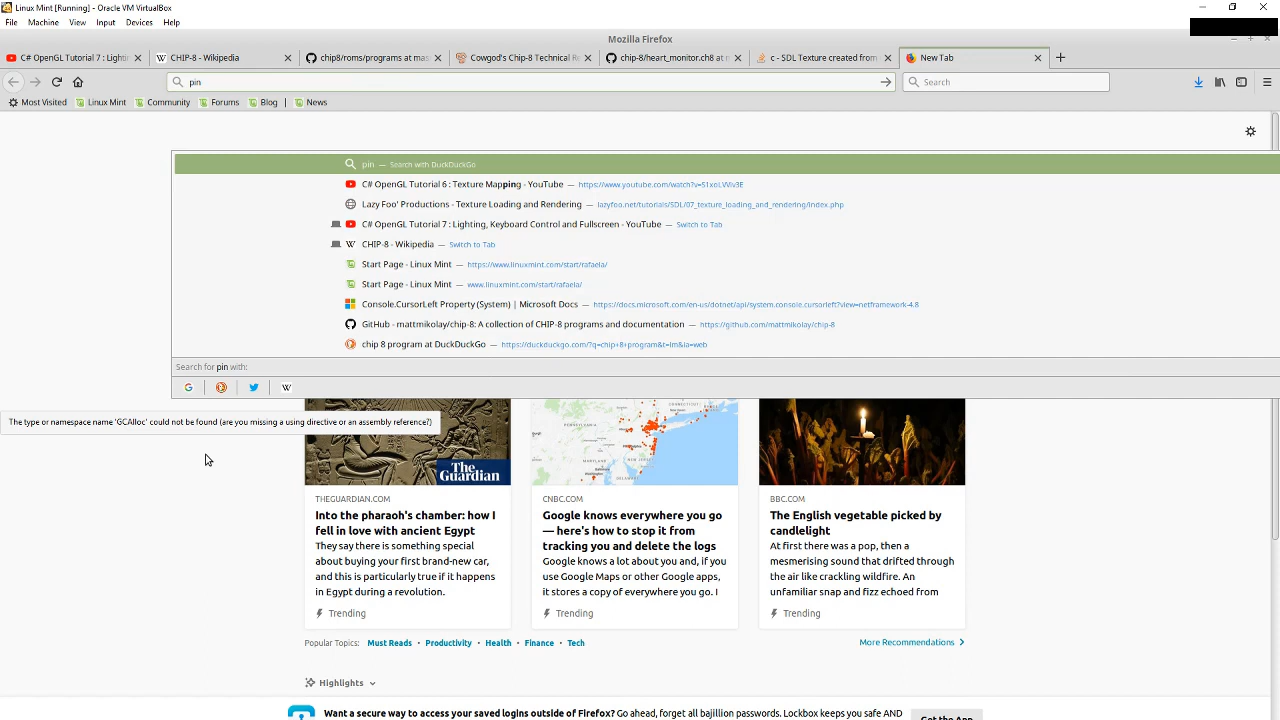 Linux Mint [Running] - Oracle VM VirtualBox
File Machine View Input Devices Help
Mozilla Firefox
C# OpenGL Tutorial 7 : Lightin
CHIP-8 - Wikipedia
chip8/roms/programs at mas
Cowgod's Chip-8 Technical Re
chip-8/heart_monitor.ch8 at m
c - SDL Texture created from
New Tab
pin
Search
Most Visited
Linux Mint
Community
Forums
Blog
News
pin — Search with DuckDuckGo
C# OpenGL Tutorial 6 : Texture Mapping - YouTube — https://www.youtube.com/watch?v=S1xoLVViv3E
Lazy Foo' Productions - Texture Loading and Rendering — lazyfoo.net/tutorials/SDL/07_texture_loading_and_rendering/index.php
C# OpenGL Tutorial 7 : Lighting, Keyboard Control and Fullscreen - YouTube — Switch to Tab
CHIP-8 - Wikipedia — Switch to Tab
Start Page - Linux Mint — https://www.linuxmint.com/start/rafaela/
Start Page - Linux Mint — www.linuxmint.com/start/rafaela/
Console.CursorLeft Property (System) | Microsoft Docs — https://docs.microsoft.com/en-us/dotnet/api/system.console.cursorleft?view=netframework-4.8
GitHub - mattmikolay/chip-8: A collection of CHIP-8 programs and documentation — https://github.com/mattmikolay/chip-8
chip 8 program at DuckDuckGo — https://duckduckgo.com/?q=chip+8+program&t=lm&ia=web
Search for pin with:
The type or namespace name 'GCAlloc' could not be found (are you missing a using directive or an assembly reference?)
The Guardian
THEGUARDIAN.COM
Into the pharaoh's chamber: how I
fell in love with ancient Egypt
They say there is something special
about buying your first brand-new car,
and this is particularly true if it happens
in Egypt during a revolution.
Trending
CNBC.COM
Google knows everywhere you go
— here's how to stop it from
tracking you and delete the logs
Google knows a lot about you and, if you
use Google Maps or other Google apps,
it stores a copy of everywhere you go. I
Trending
BBC.COM
The English vegetable picked by
candlelight
At first there was a pop, then a
mesmerising sound that drifted through
the air like crackling wildfire. An
unfamiliar snap and fizz echoed from
Trending
Popular Topics: Must Reads • Productivity • Health • Finance • Tech
More Recommendations
Highlights
Want a secure way to access your saved logins outside of Firefox? Go ahead, forget all bajillion passwords. Lockbox keeps you safe AND
Get the App